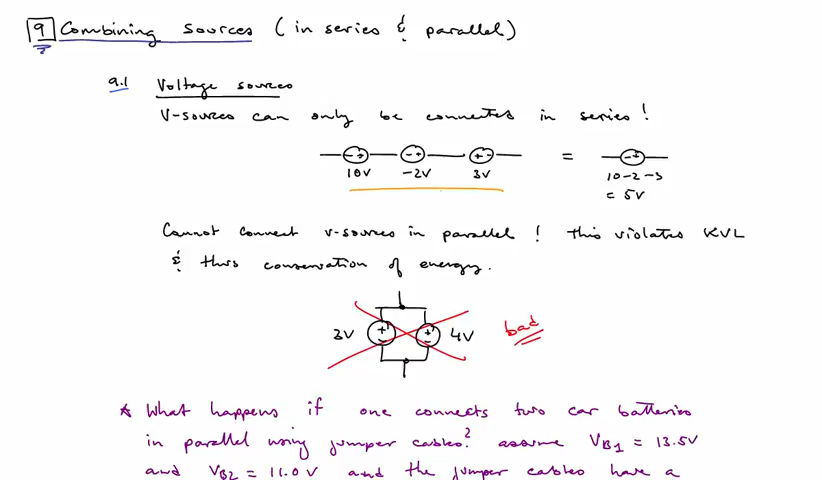 9 Combining sources (in series & parallel)
9.1 Voltage sources
V-sources can only be connected in series!
-+ -+ +- = -+
10V -2V 3V 10-2-3
= 5V
Cannot connect v-sources in parallel! This violates KVL
& thus conservation of energy.
3V + - + - 4V bad
* What happens if one connects two car batteries
in parallel using jumper cables? assume VB1 = 13.5V
and VB2 = 11.0V and the jumper cables have a